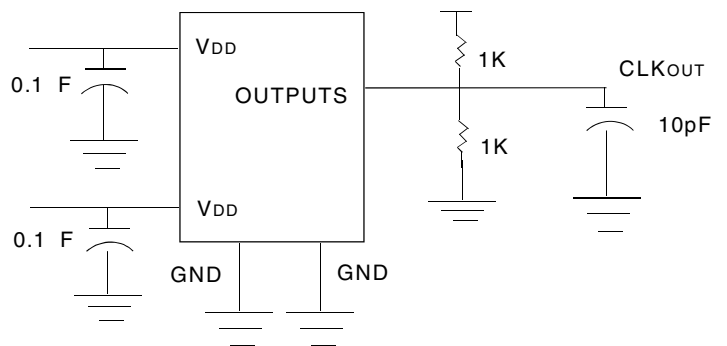 VDD
1K
CLKOUT
0.1 F
OUTPUTS
10pF
1K
VDD
0.1 F
GND
GND